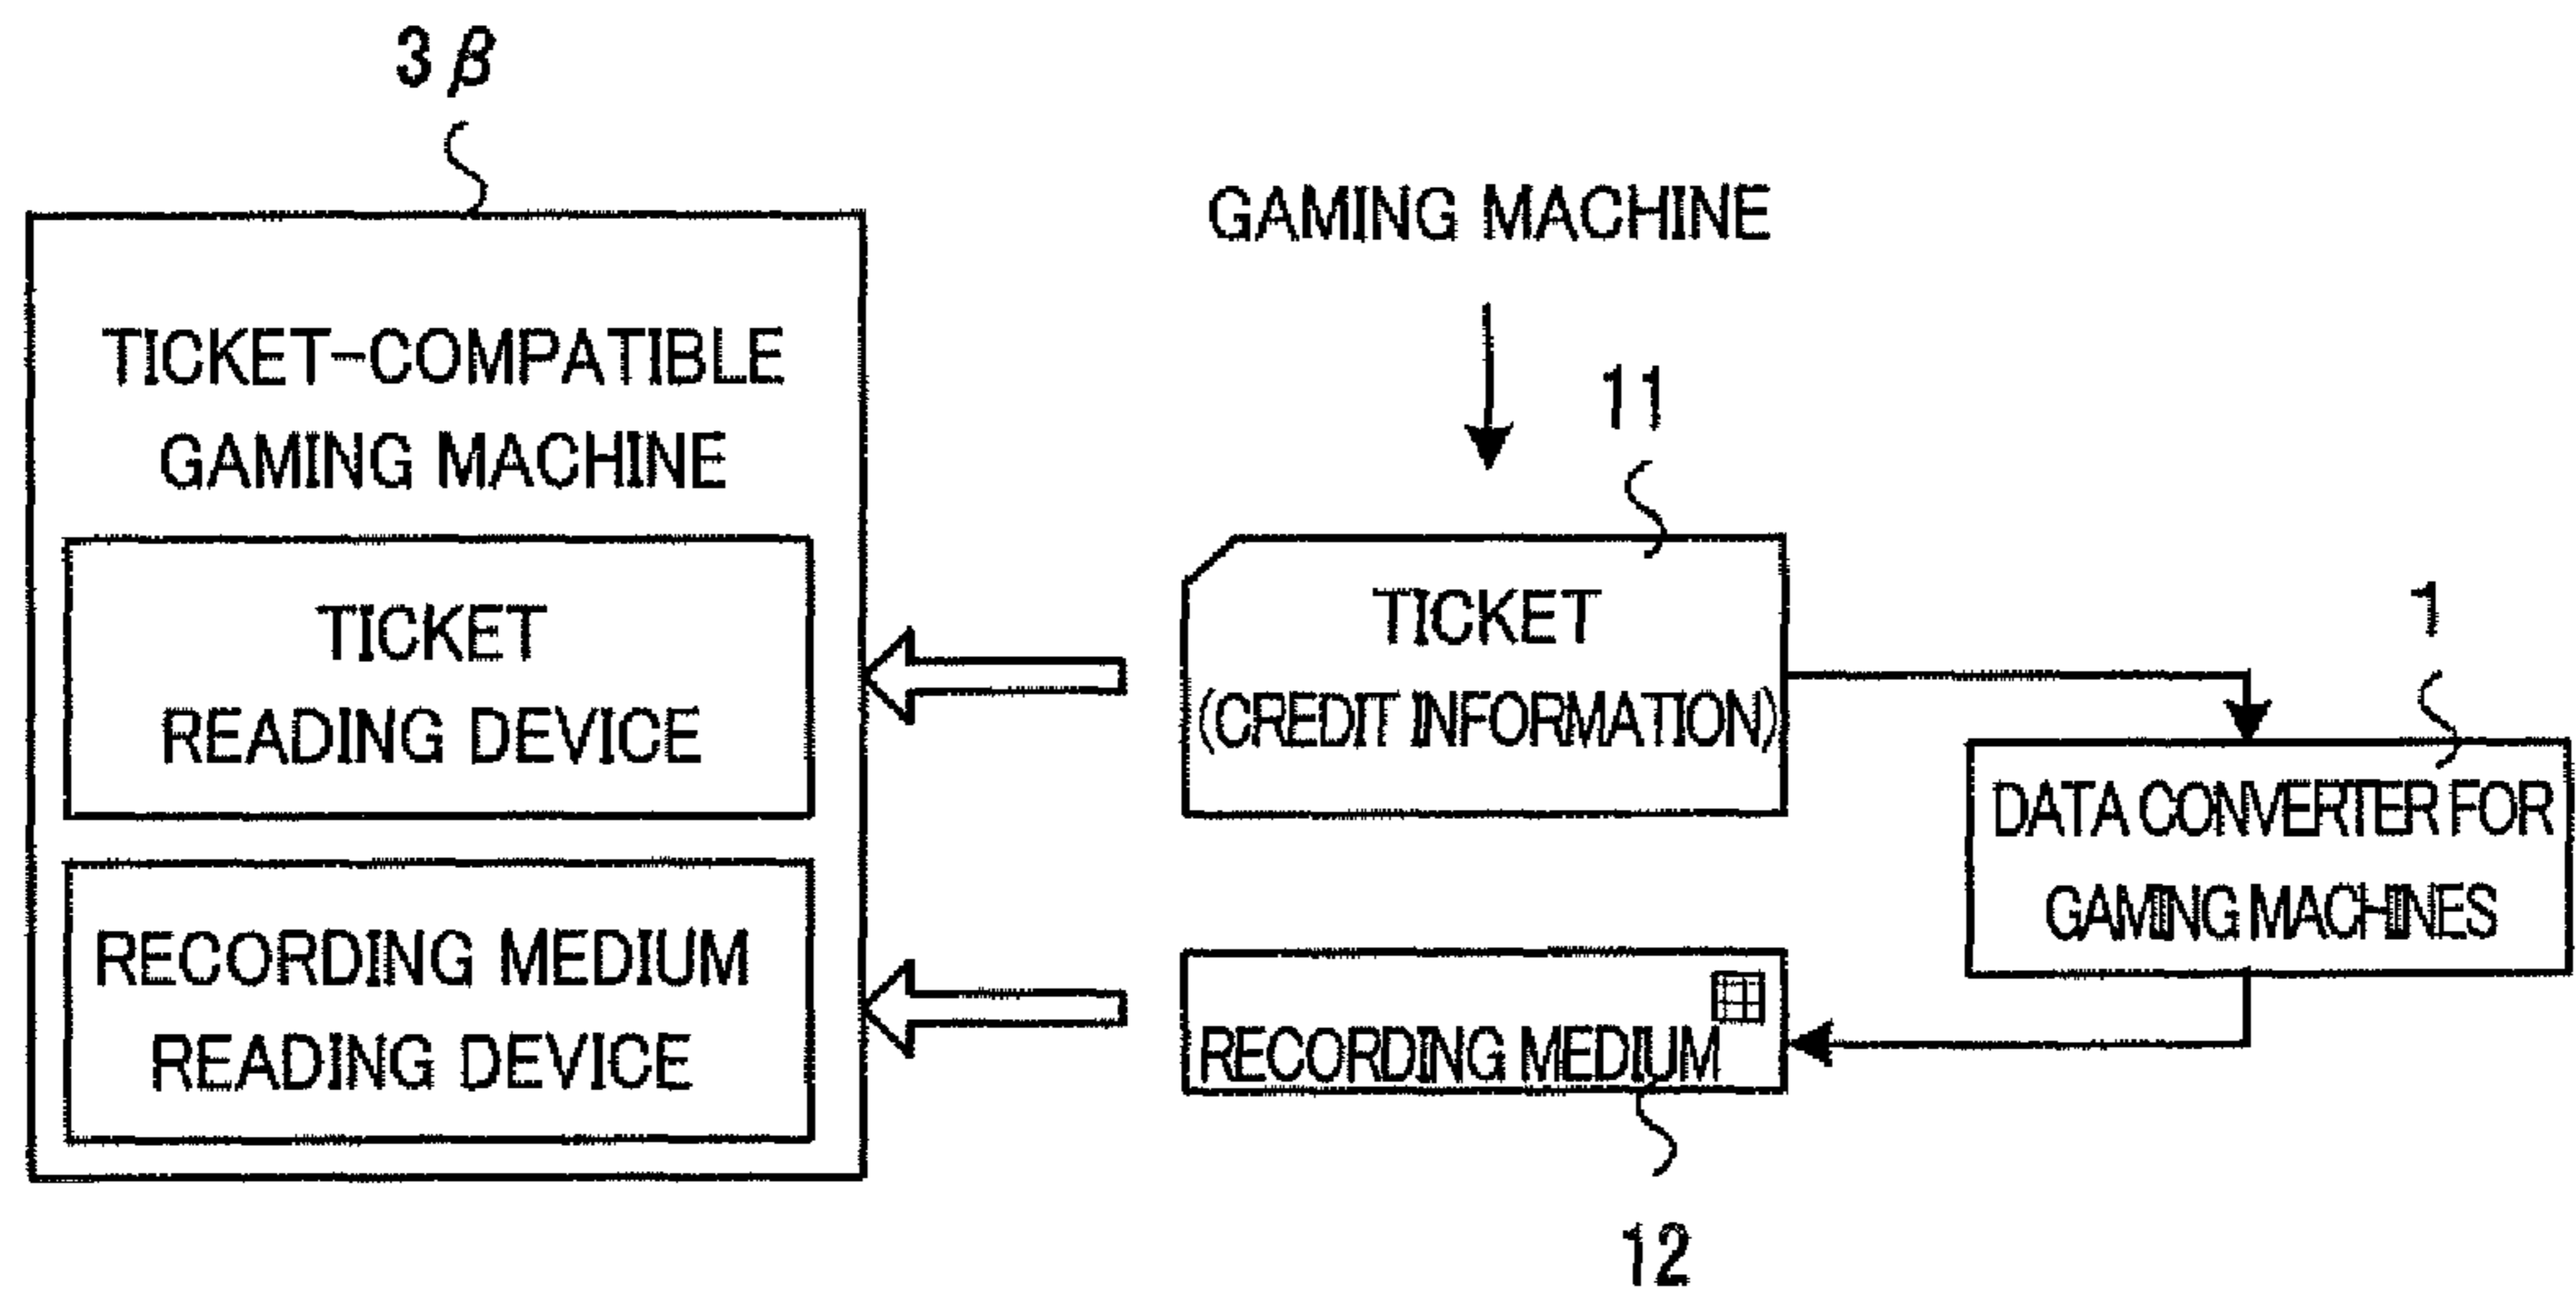 3β
TICKET-COMPATIBLE
GAMING MACHINE
TICKET
READING DEVICE
RECORDING MEDIUM
READING DEVICE
GAMING MACHINE
11
TICKET
(CREDIT INFORMATION)
1
DATA CONVERTER FOR
GAMING MACHINES
RECORDING MEDIUM
12